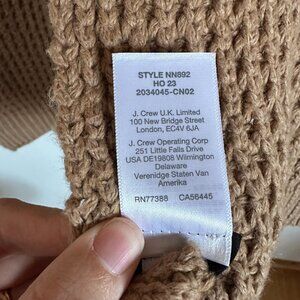 STYLE NN892
HO 23
2034045-CN02
J. Crew U.K. Limited
100 New Bridge Street
London, EC4V 6JA
J. Crew Operating Corp
251 Little Falls Drive
USA DE19808 Wilmington
Delaware
Verenidge Staten Van
Amerika
RN77388 CA56445